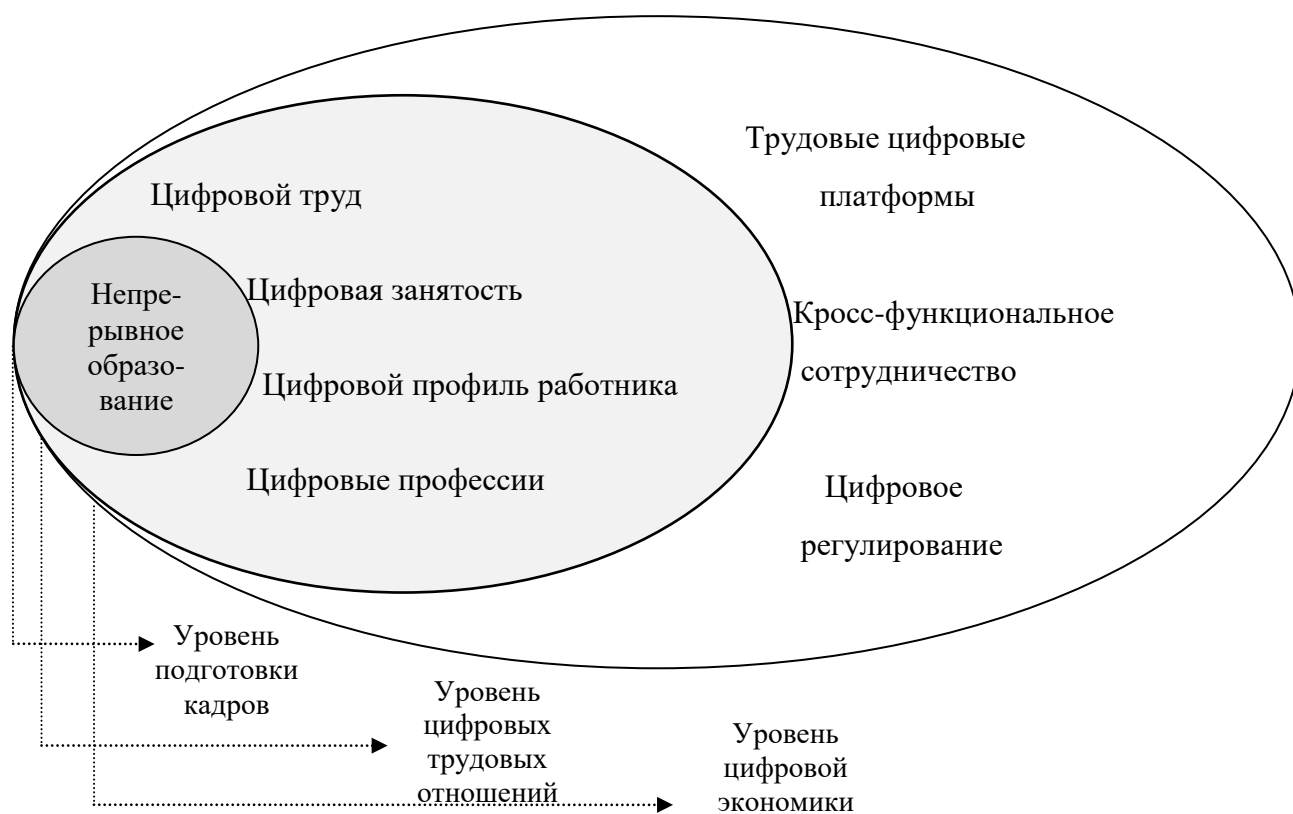 Трудовые цифровые
платформы
Цифровой труд
Непре-
рывное
образо-
вание
Цифровая занятость
Цифровой профиль работника
Цифровые профессии
Кросс-функциональное
сотрудничество
Цифровое
регулирование
Уровень
подготовки
кадров
Уровень
цифровых
трудовых
отношений
Уровень
цифровой
экономики